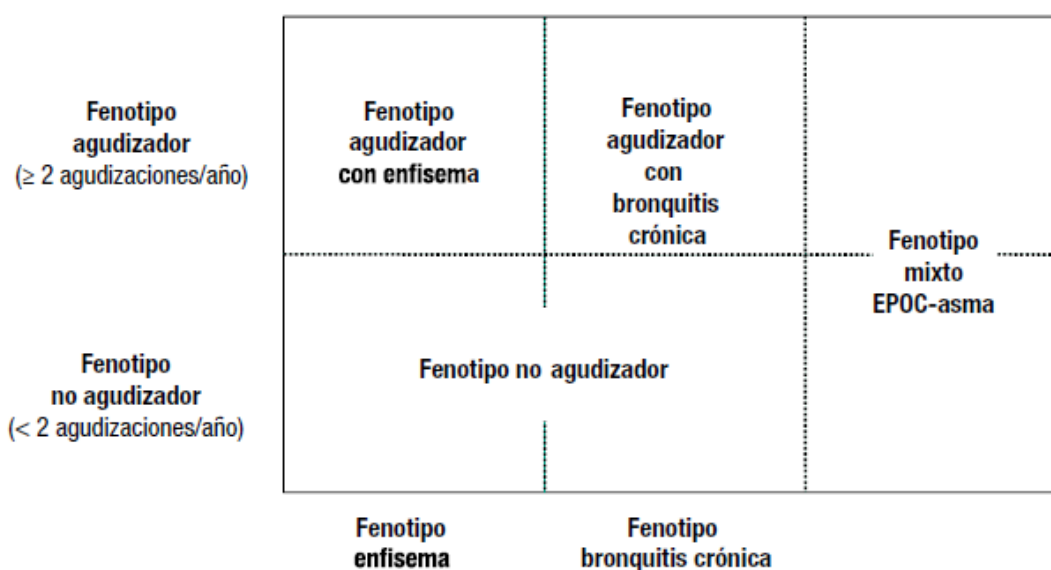 Fenotipo
agudizador
(≥ 2 agudizaciones/año)
Fenotipo
agudizador
con enfisema
Fenotipo
agudizador
con
bronquitis
crónica
Fenotipo
mixto
EPOC-asma
Fenotipo
no agudizador
(< 2 agudizaciones/año)
Fenotipo no agudizador
Fenotipo
enfisema
Fenotipo
bronquitis crónica